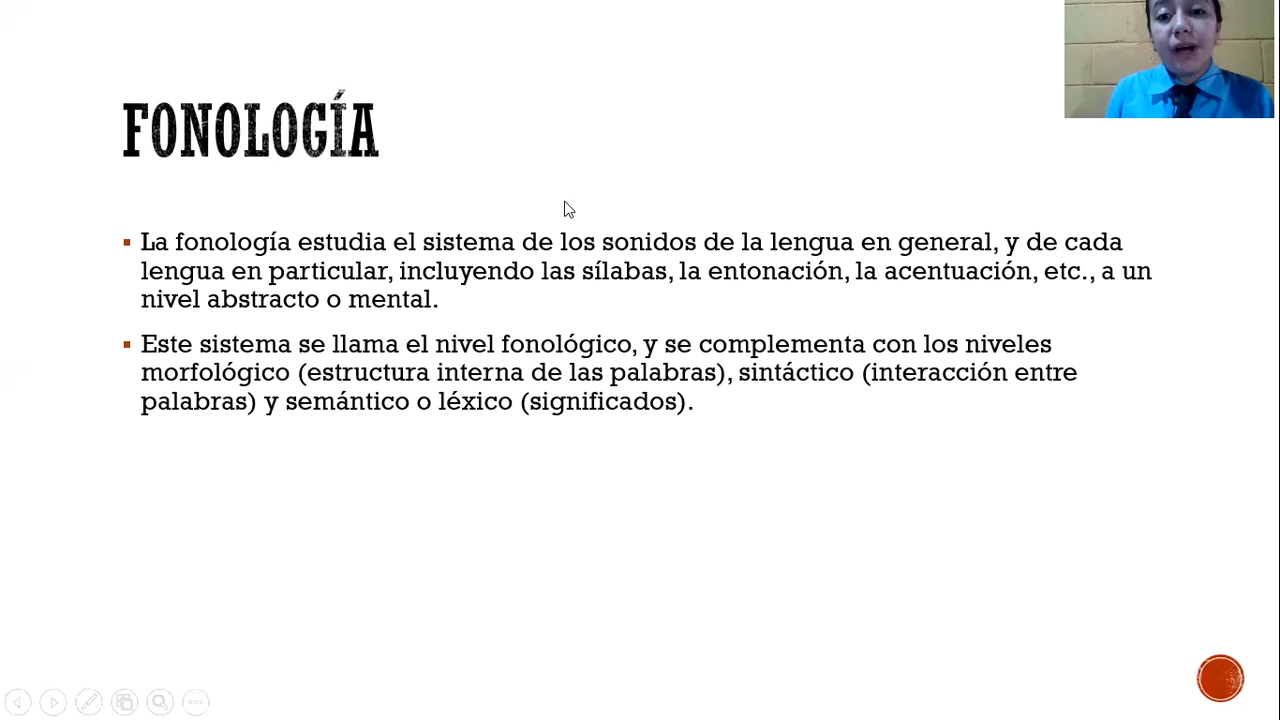 FONOLOGÍA
La fonología estudia el sistema de los sonidos de la lengua en general, y de cada
lengua en particular, incluyendo las sílabas, la entonación, la acentuación, etc., a un
nivel abstracto o mental.
Este sistema se llama el nivel fonológico, y se complementa con los niveles
morfológico (estructura interna de las palabras), sintáctico (interacción entre
palabras) y semántico o léxico (significados).